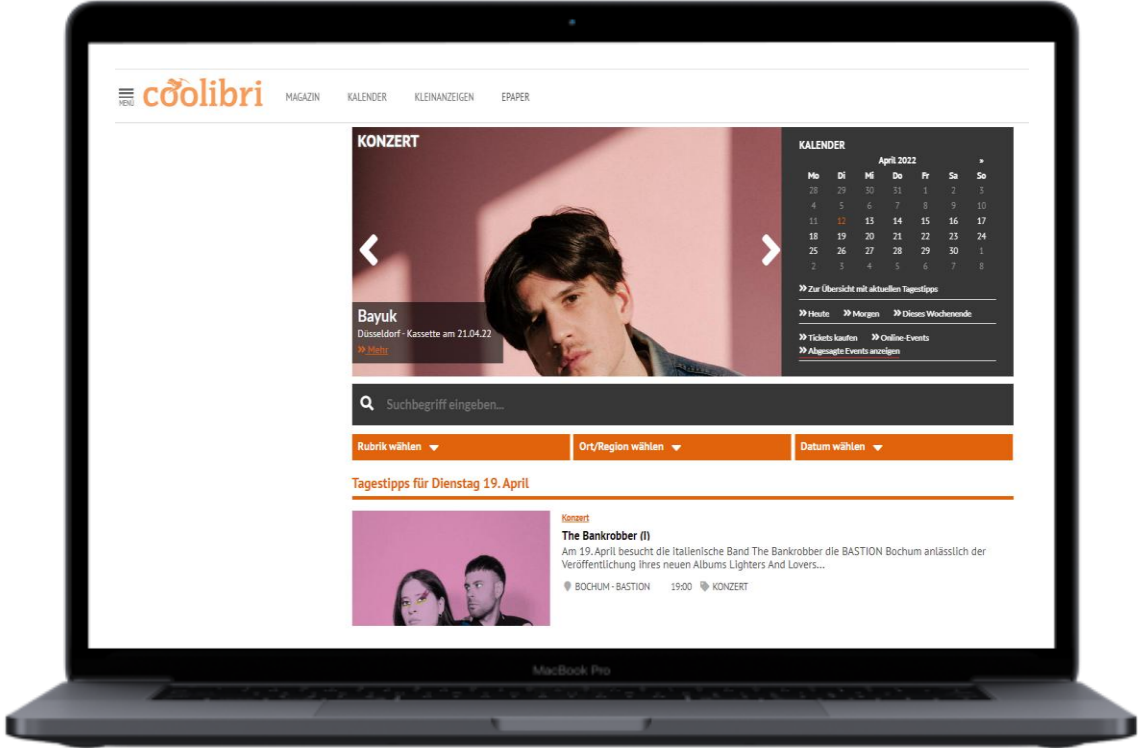 MENÜ
coolibri
MAGAZIN
KALENDER
KLEINANZEIGEN
EPAPER
KONZERT
Bayuk
Düsseldorf - Kassette am 21.04.22
Mehr
KALENDER
April 2022 »
Mo Di Mi Do Fr Sa So
28 29 30 31 1 2 3
4 5 6 7 8 9 10
11 12 13 14 15 16 17
18 19 20 21 22 23 24
25 26 27 28 29 30 1
2 3 4 5 6 7 8
Zur Übersicht mit aktuellen Tagestipps
Heute Morgen Dieses Wochenende
Tickets kaufen Online-Events
Abgesagte Events anzeigen
Suchbegriff eingeben...
Rubrik wählen
Ort/Region wählen
Datum wählen
Tagestipps für Dienstag 19. April
Konzert
The Bankrobber (I)
Am 19. April besucht die italienische Band The Bankrobber die BASTION Bochum anlässlich der
Veröffentlichung ihres neuen Albums Lighters And Lovers...
BOCHUM - BASTION 19:00 KONZERT
MacBook Pro